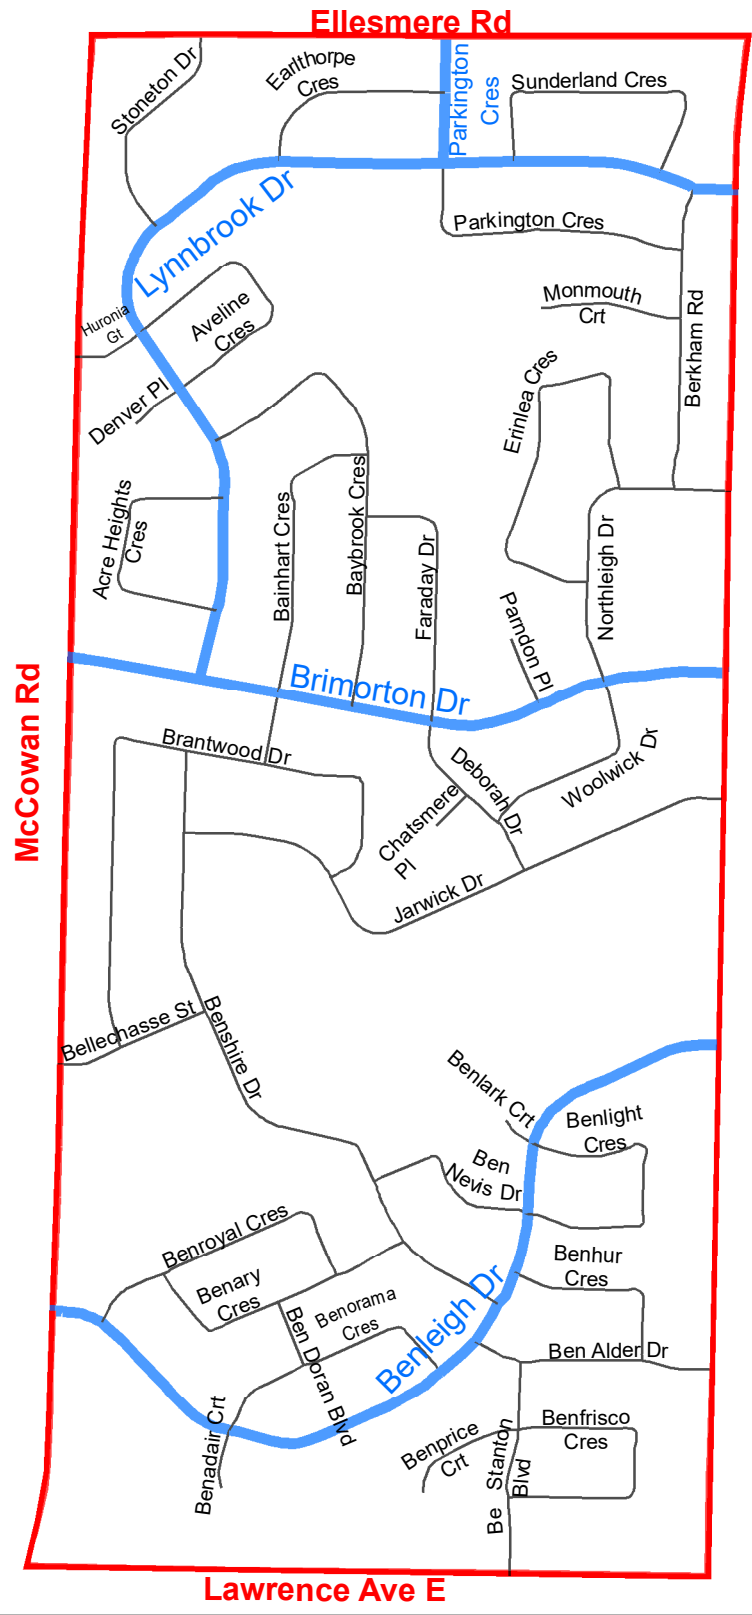 Ellesmere Rd
Stoneton Dr
Earlthorpe
Cres
Parkington
Cres
Sunderland Cres
Lynnbrook Dr
Parkington Cres
Huronia
Gt
Aveline
Cres
Monmouth
Crt
Berkham Rd
Denver Pl
Erinlea Cres
Acre Heights
Cres
Bainhart Cres
Baybrook Cres
Faraday Dr
Northleigh Dr
Parndon Pl
McCowan Rd
Brimorton Dr
Brantwood Dr
Deborah Dr
Woolwick Dr
Chatsmere
Pl
Jarwick Dr
Bellechasse St
Benshire Dr
Benlark Crt
Benlight
Cres
Ben
Nevis Dr
Benroyal Cres
Benary
Cres
Benhur
Cres
Benorama
Cres
Ben Doran Blvd
Benleigh Dr
Ben Alder Dr
Benadair Crt
Benprice
Crt
Be Stanton
Blvd
Benfrisco
Cres
Lawrence Ave E